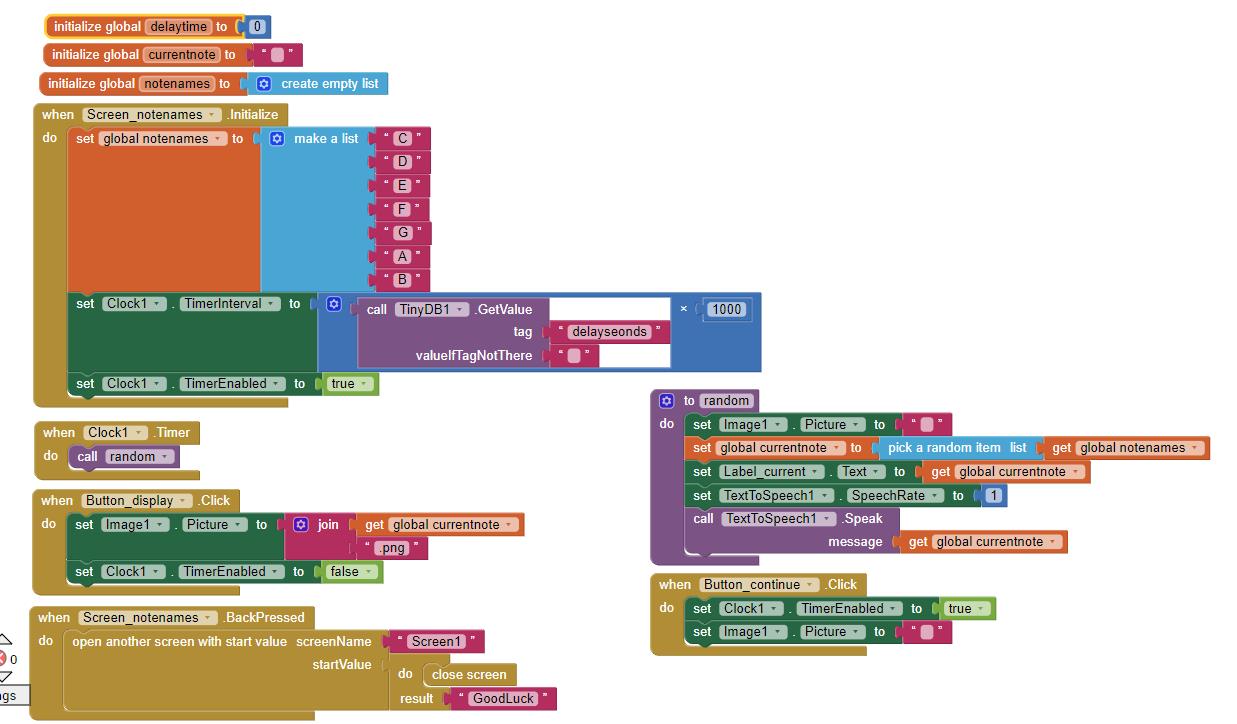 initialize global delaytime to 0
initialize global currentnote to “ ”
initialize global notenames to create empty list
when Screen_notenames .Initialize
do set global notenames to make a list “ C ”
“ D ”
“ E ”
“ F ”
“ G ”
“ A ”
“ B ”
set Clock1 . TimerInterval to call TinyDB1 .GetValue × 1000
tag “ delayseonds ”
valueIfTagNotThere “ ”
set Clock1 . TimerEnabled to true
when Clock1 .Timer
do call random
when Button_display .Click
do set Image1 . Picture to join get global currentnote
“ .png ”
set Clock1 . TimerEnabled to false
when Screen_notenames .BackPressed
do open another screen with start value screenName “ Screen1 ”
startValue do close screen
result “ GoodLuck ”
0
to random
do set Image1 . Picture to “ ”
set global currentnote to pick a random item list get global notenames
set Label_current . Text to get global currentnote
set TextToSpeech1 . SpeechRate to 1
call TextToSpeech1 .Speak
message get global currentnote
when Button_continue .Click
do set Clock1 . TimerEnabled to true
set Image1 . Picture to “ ”